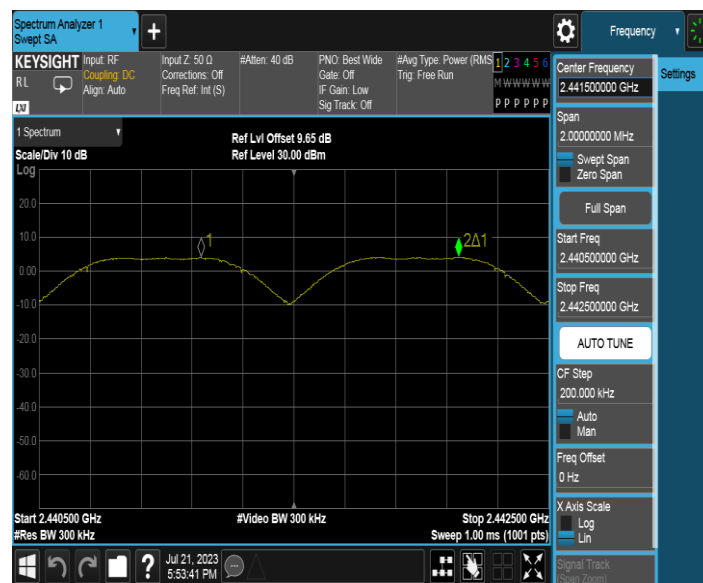 Spectrum Analyzer 1
Swept SA
Frequency
KEYSIGHT
RL
LXI
Input: RF
Coupling: DC
Align: Auto
Input Z: 50 Ω
Corrections: Off
Freq Ref: Int (S)
#Atten: 40 dB
PNO: Best Wide
Gate: Off
IF Gain: Low
Sig Track: Off
#Avg Type: Power (RMS
Trig: Free Run
1 2 3 4 5 6
M W W W W W
P P P P P P
Center Frequency
2.441500000 GHz
Settings
Span
2.00000000 MHz
Swept Span
Zero Span
Full Span
Start Freq
2.440500000 GHz
Stop Freq
2.442500000 GHz
AUTO TUNE
CF Step
200.000 kHz
Auto
Man
Freq Offset
0 Hz
X Axis Scale
Log
Lin
Signal Track
(Span Zoom)
1 Spectrum
Scale/Div 10 dB
Ref Lvl Offset 9.65 dB
Ref Level 30.00 dBm
Log
20.0
10.0
0.00
-10.0
-20.0
-30.0
-40.0
-50.0
-60.0
1
2Δ1
Start 2.440500 GHz
#Res BW 300 kHz
#Video BW 300 kHz
Stop 2.442500 GHz
Sweep 1.00 ms (1001 pts)
?
Jul 21, 2023
5:53:41 PM